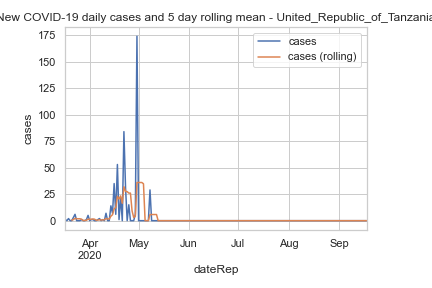 New COVID-19 daily cases and 5 day rolling mean - United_Republic_of_Tanzania
cases
cases (rolling)
175
150
125
100
75
50
25
0
cases
Apr
2020
May
Jun
Jul
Aug
Sep
dateRep